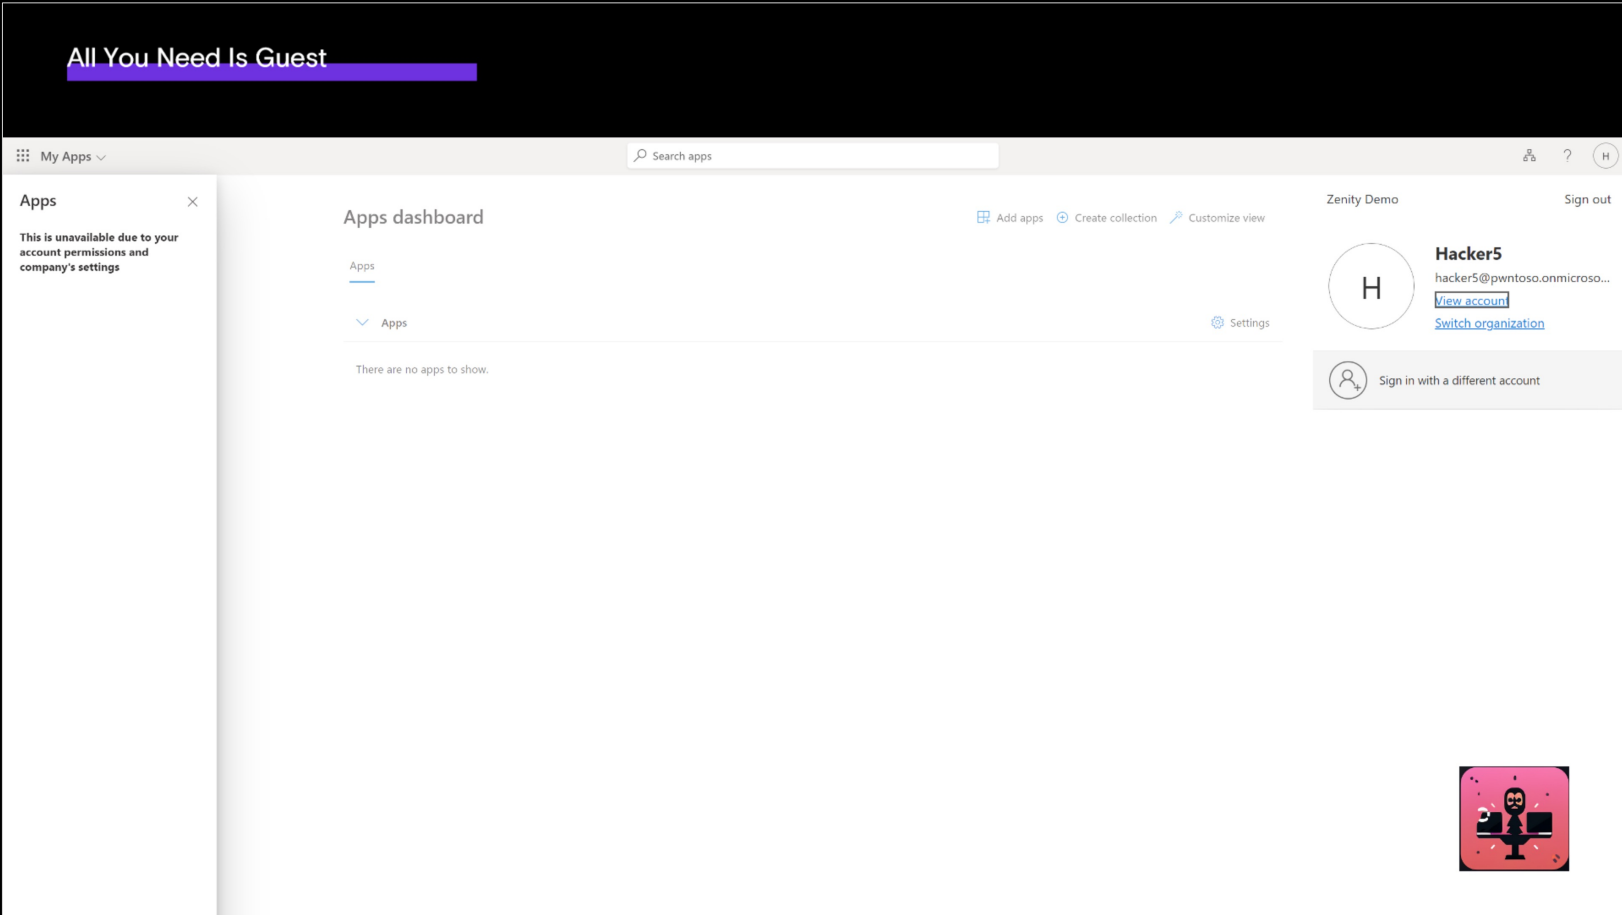 All You Need Is Guest
My Apps
Search apps
?
H
Apps
This is unavailable due to your
account permissions and
company's settings
Apps dashboard
Add apps
Create collection
Customize view
Apps
Apps
Settings
There are no apps to show.
Zenity Demo
Sign out
H
Hacker5
hacker5@pwntoso.onmicroso...
View account
Switch organization
Sign in with a different account